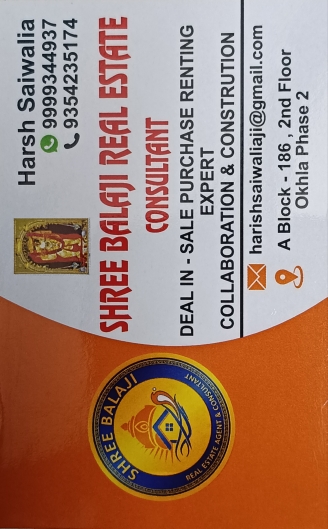 Harsh Saiwalia
9999344937
9354235174
SHREE BALAJI REAL ESTATE
CONSULTANT
DEAL IN - SALE PURCHASE RENTING
EXPERT
COLLABORATION & CONSTRUTION
harishsaiwaliaji@gmail.com
A Block - 186 , 2nd Floor
Okhla Phase 2
SHREE BALAJI
REAL ESTATE AGENT & CONSULTANT